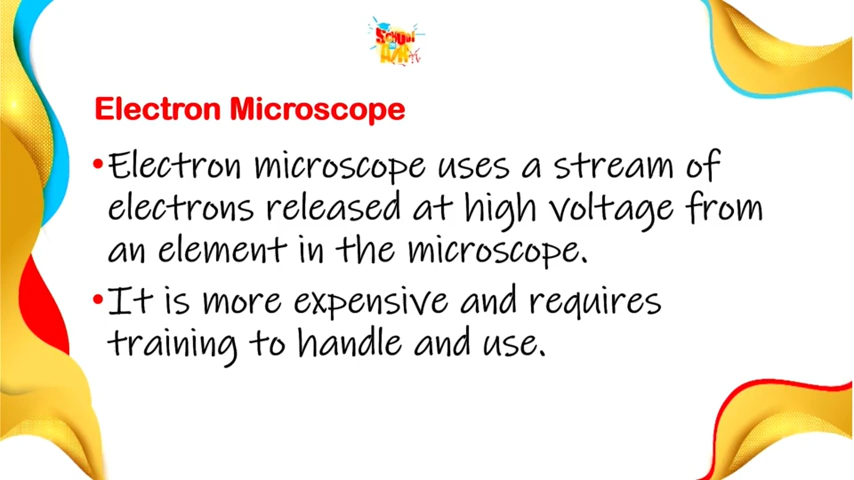 SCHOOL
Electron Microscope
•Electron microscope uses a stream of
electrons released at high voltage from
an element in the microscope.
•It is more expensive and requires
training to handle and use.